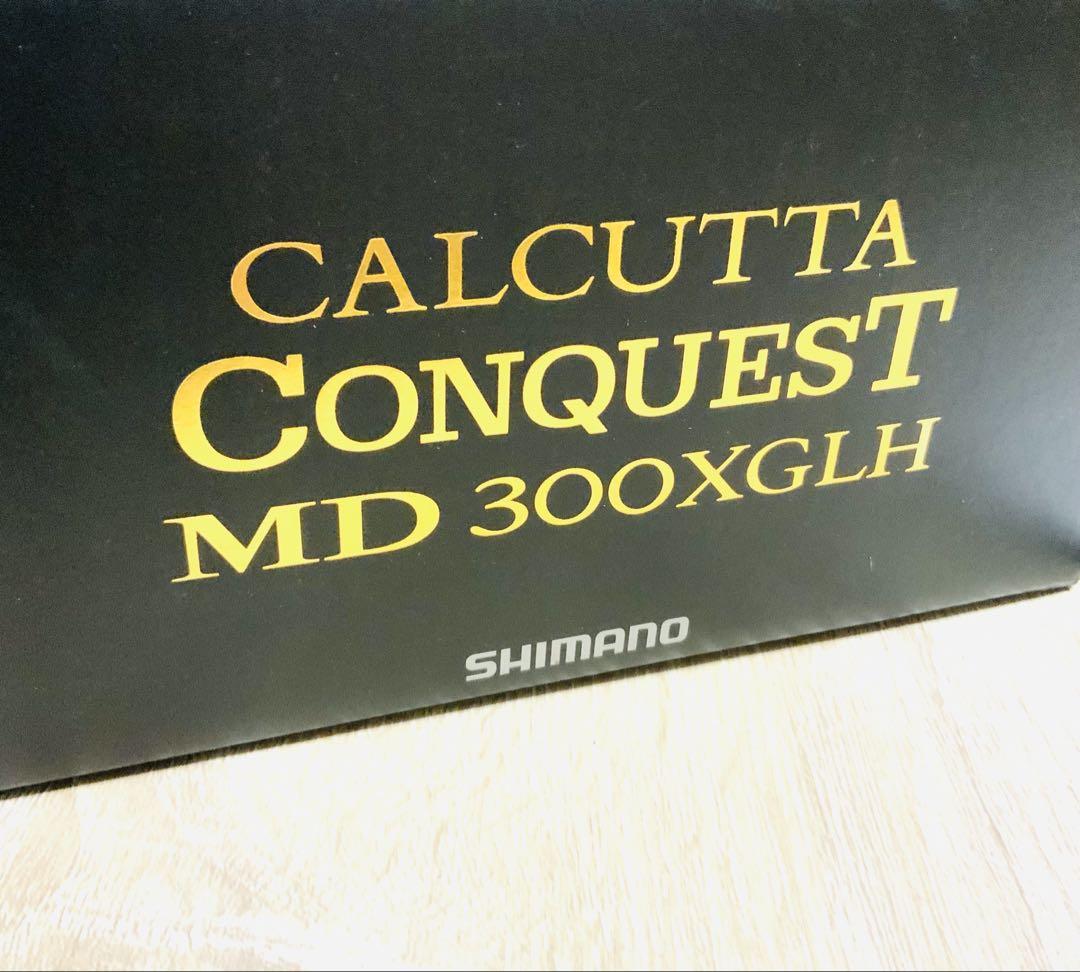 CALCUTTA
CONQUEST
MD 300XGLH
SHIMANO